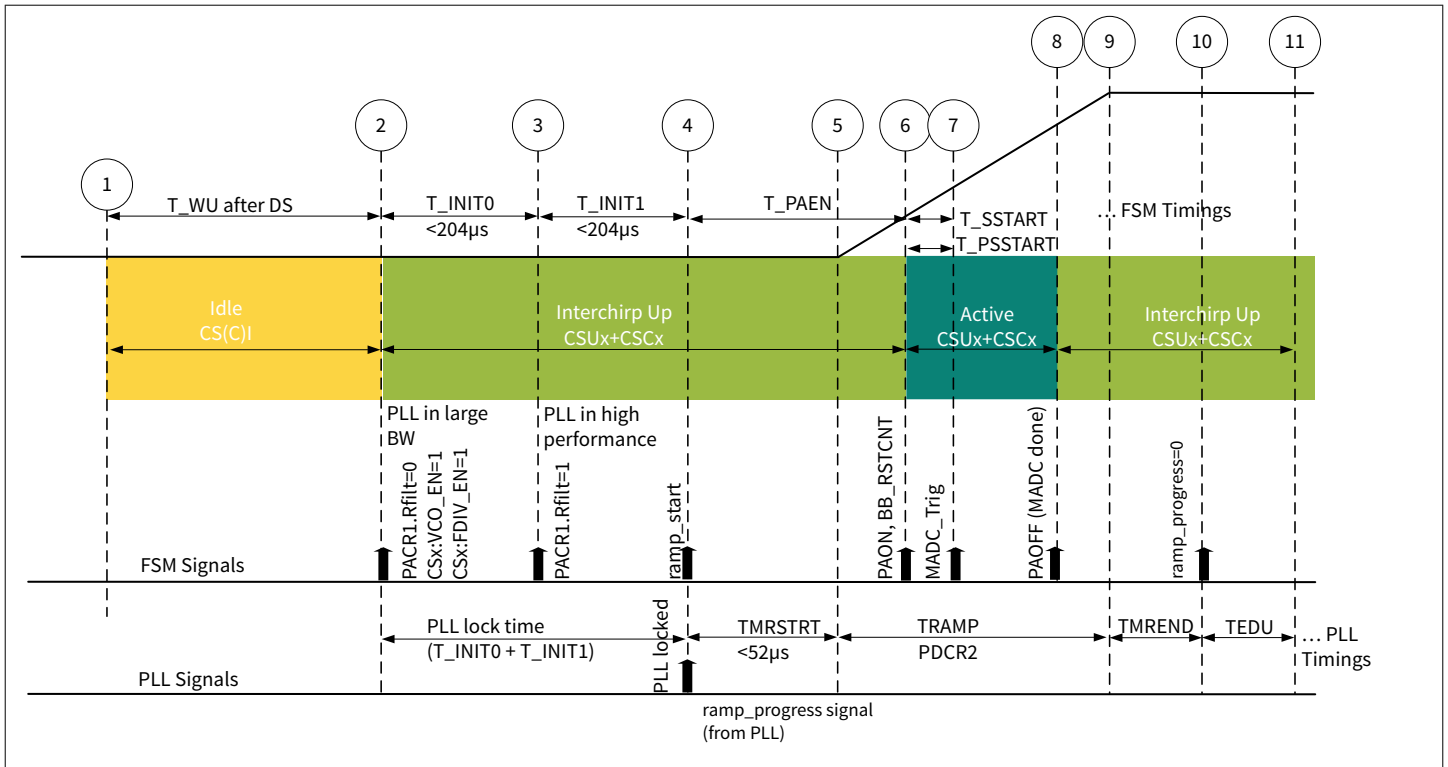 8
9
10
11
2
3
4
5
6
7
1
T_WU after DS
T_INIT0
<204µs
T_INIT1
<204µs
T_PAEN
T_SSTART
T_PSSTART
… FSM Timings
Idle
CS(C)I
Interchirp Up
CSUx+CSCx
Active
CSUx+CSCx
Interchirp Up
CSUx+CSCx
PLL in large
BW
PLL in high
performance
PACR1.Rfilt=0
CSx:VCO_EN=1
CSx:FDIV_EN=1
PACR1.Rfilt=1
ramp_start
PAON, BB_RSTCNT
MADC_Trig
PAOFF (MADC done)
ramp_progress=0
FSM Signals
PLL lock time
(T_INIT0 + T_INIT1)
PLL locked
TMRSTRT
<52µs
TRAMP
PDCR2
TMREND
TEDU
… PLL
Timings
PLL Signals
ramp_progress signal
(from PLL)